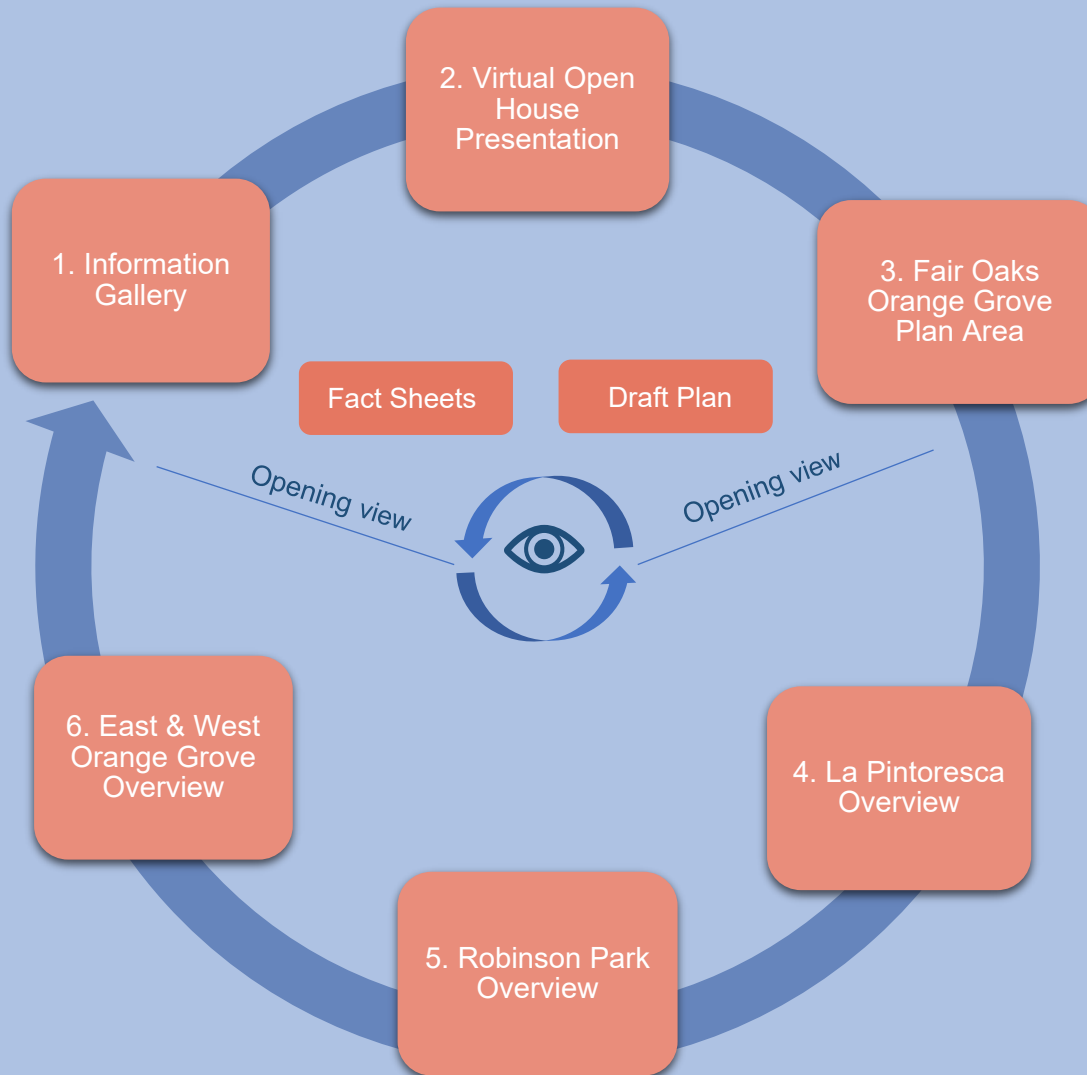 2. Virtual Open
House
Presentation
1. Information
Gallery
3. Fair Oaks
Orange Grove
Plan Area
Fact Sheets
Draft Plan
Opening view
Opening view
6. East & West
Orange Grove
Overview
4. La Pintoresca
Overview
5. Robinson Park
Overview